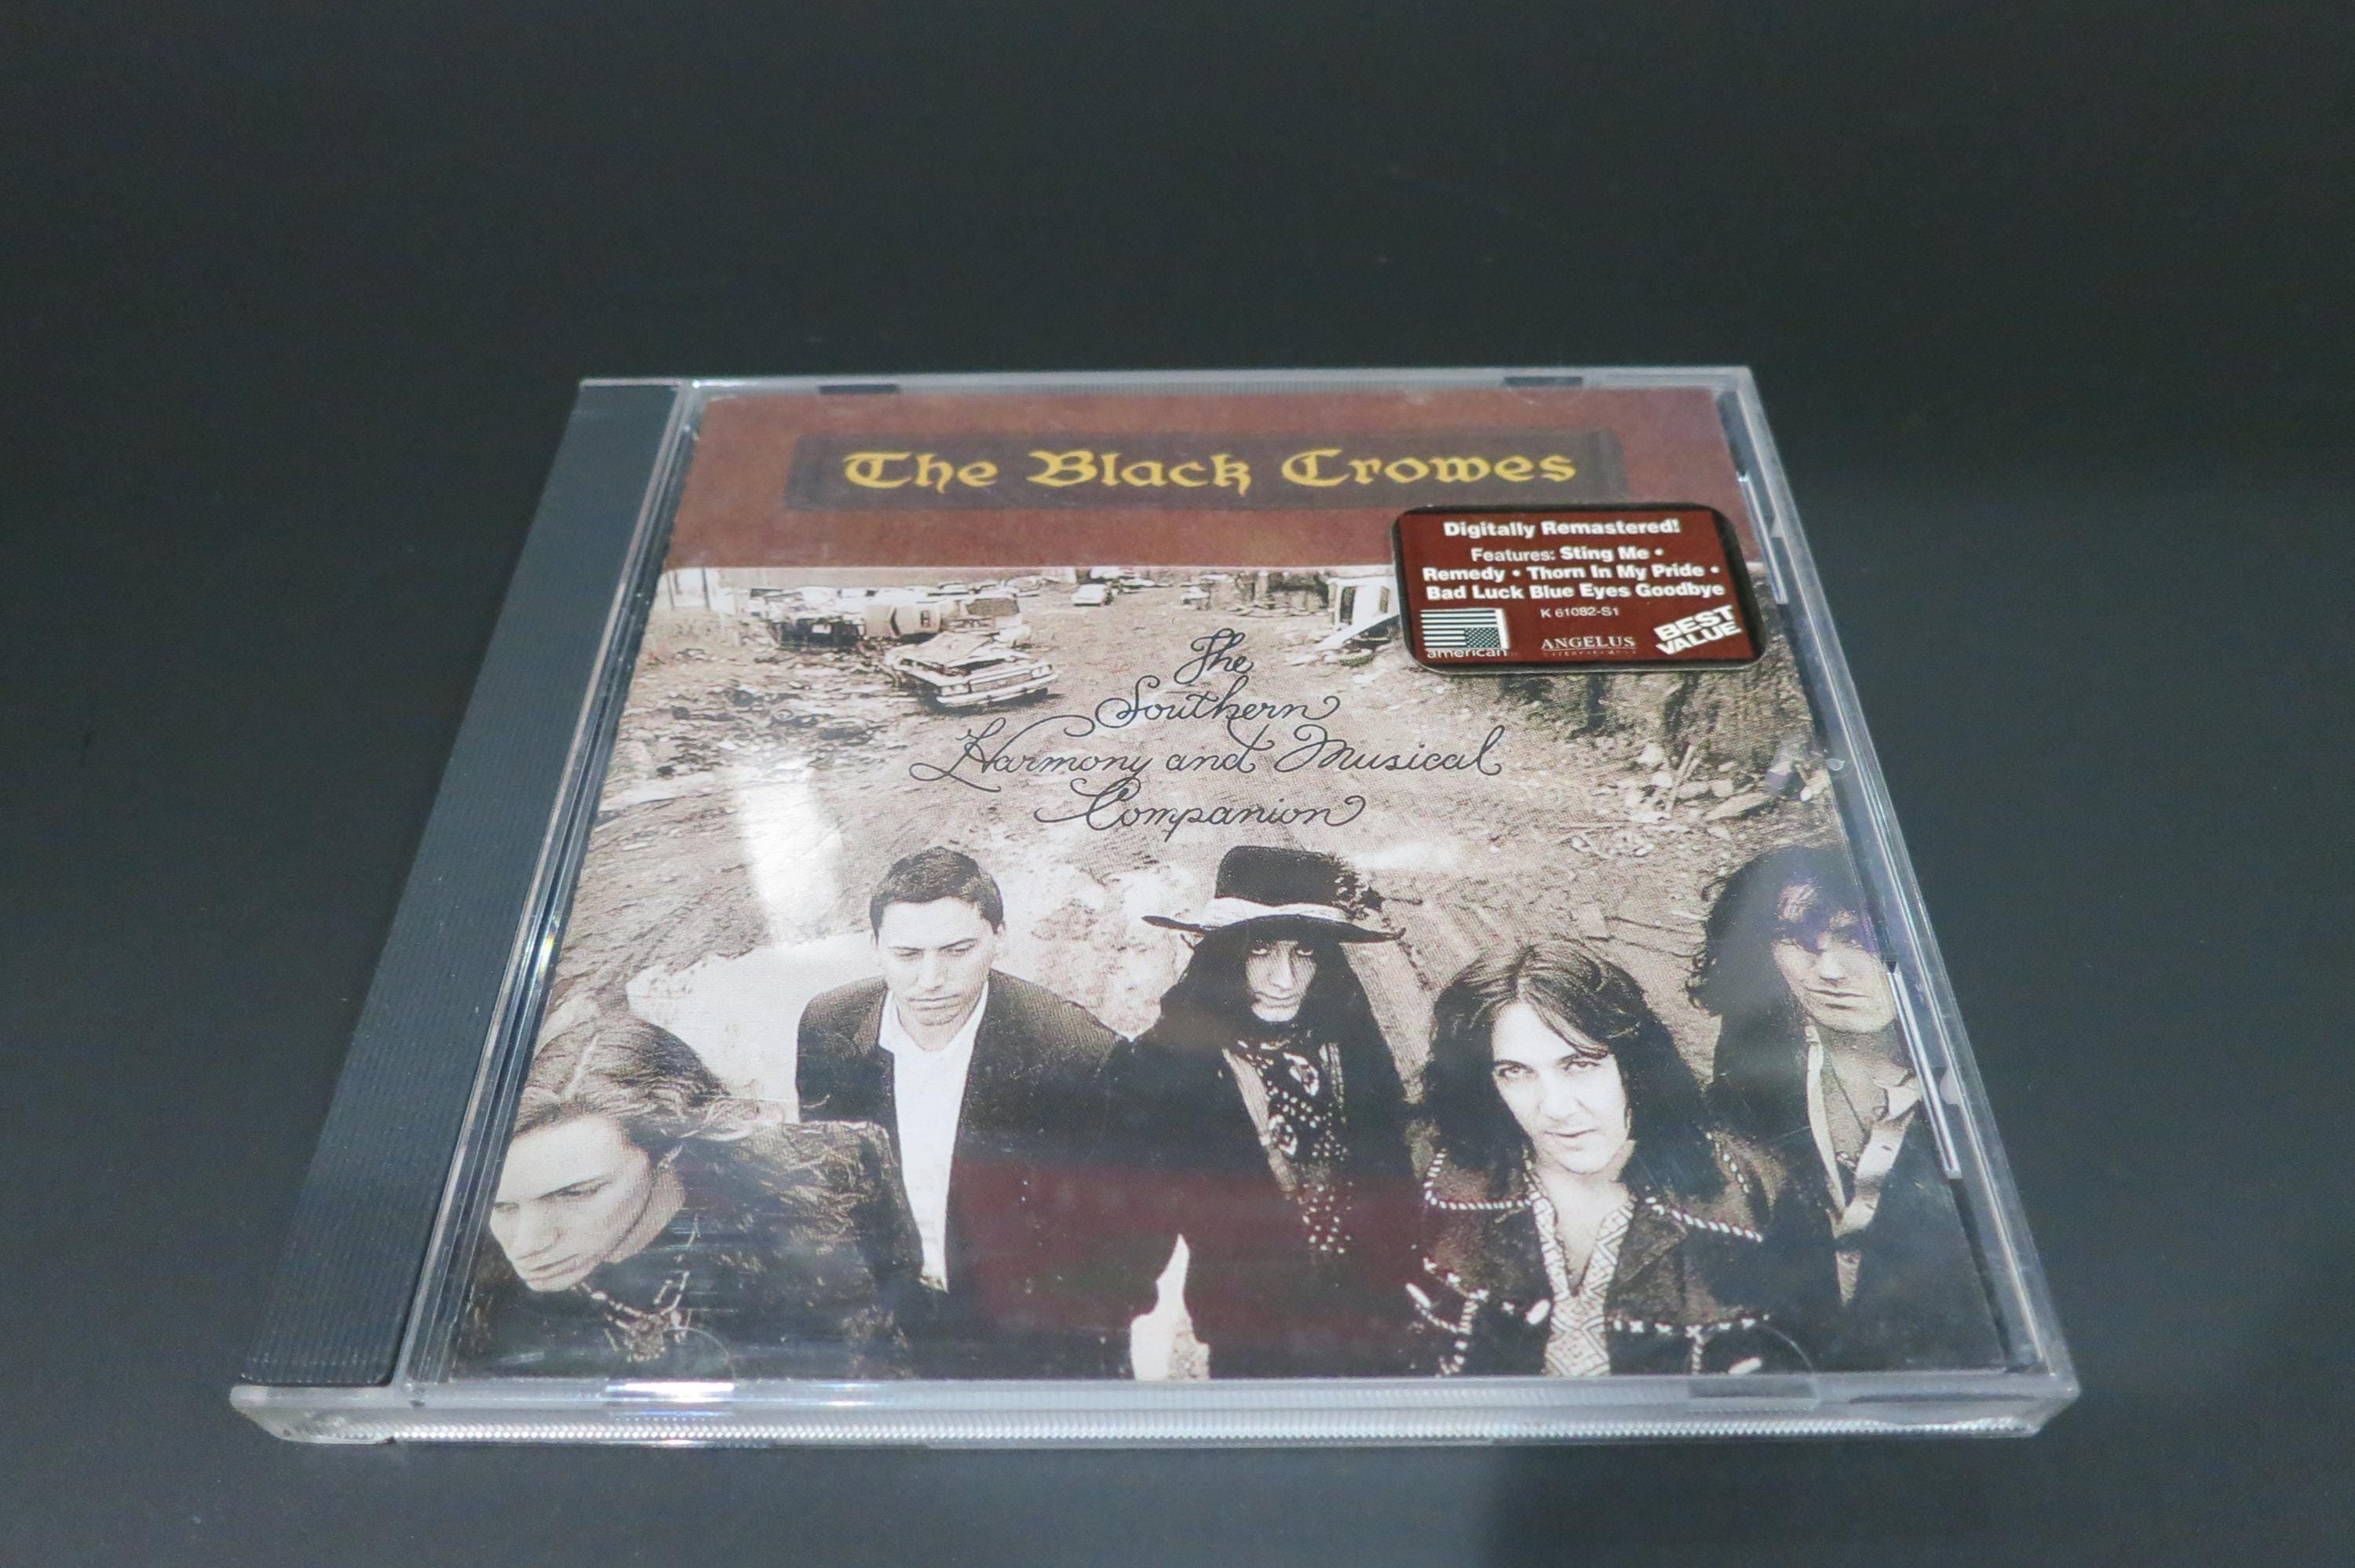 The Black Crowes
Digitally Remastered!
Features: Sting Me •
Remedy • Thorn In My Pride •
Bad Luck Blue Eyes Goodbye
K 61082-S1
american
ANGELUS
BEST
VALUE
The
Southern
Harmony and Musical
Companion